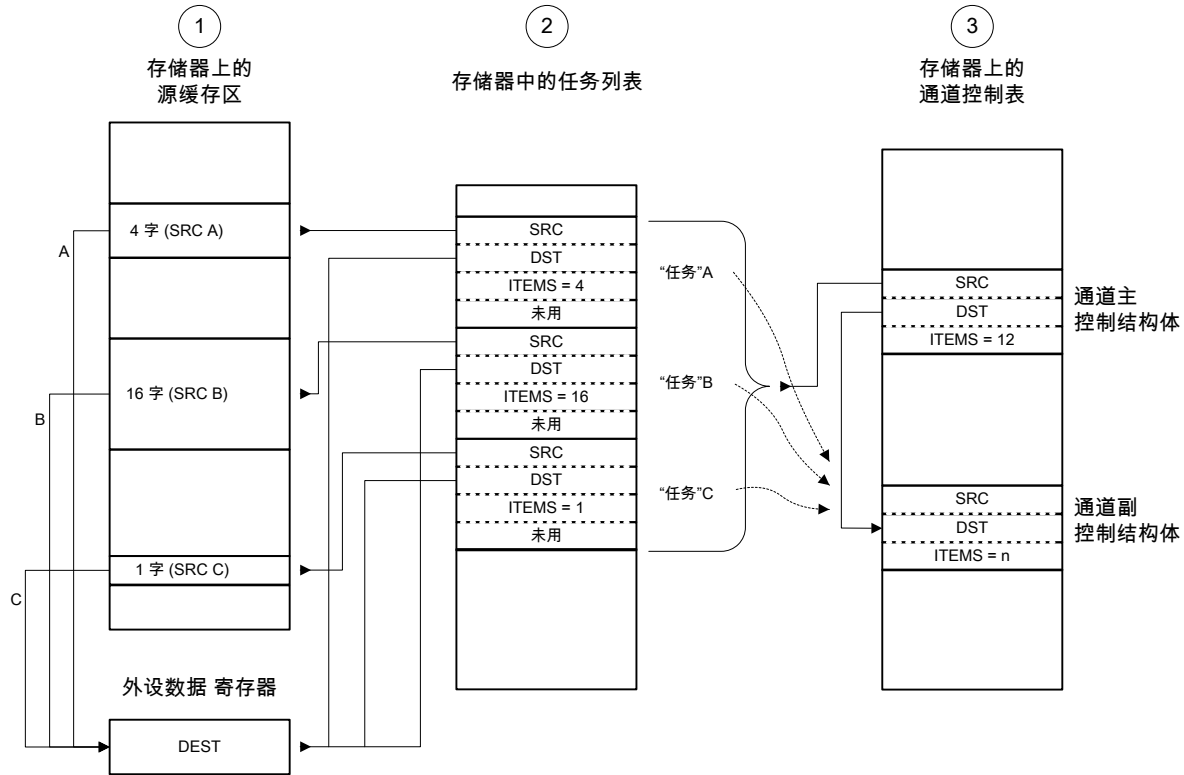 1
存储器上的
源缓存区
2
存储器中的任务列表
3
存储器上的
通道控制表
4 字 (SRC A)
16 字 (SRC B)
1 字 (SRC C)
A
B
C
外设数据 寄存器
DEST
SRC
DST
ITEMS = 4
未用
SRC
DST
ITEMS = 16
未用
SRC
DST
ITEMS = 1
未用
“任务”A
“任务”B
“任务”C
SRC
DST
ITEMS = 12
通道主
控制结构体
SRC
DST
ITEMS = n
通道副
控制结构体